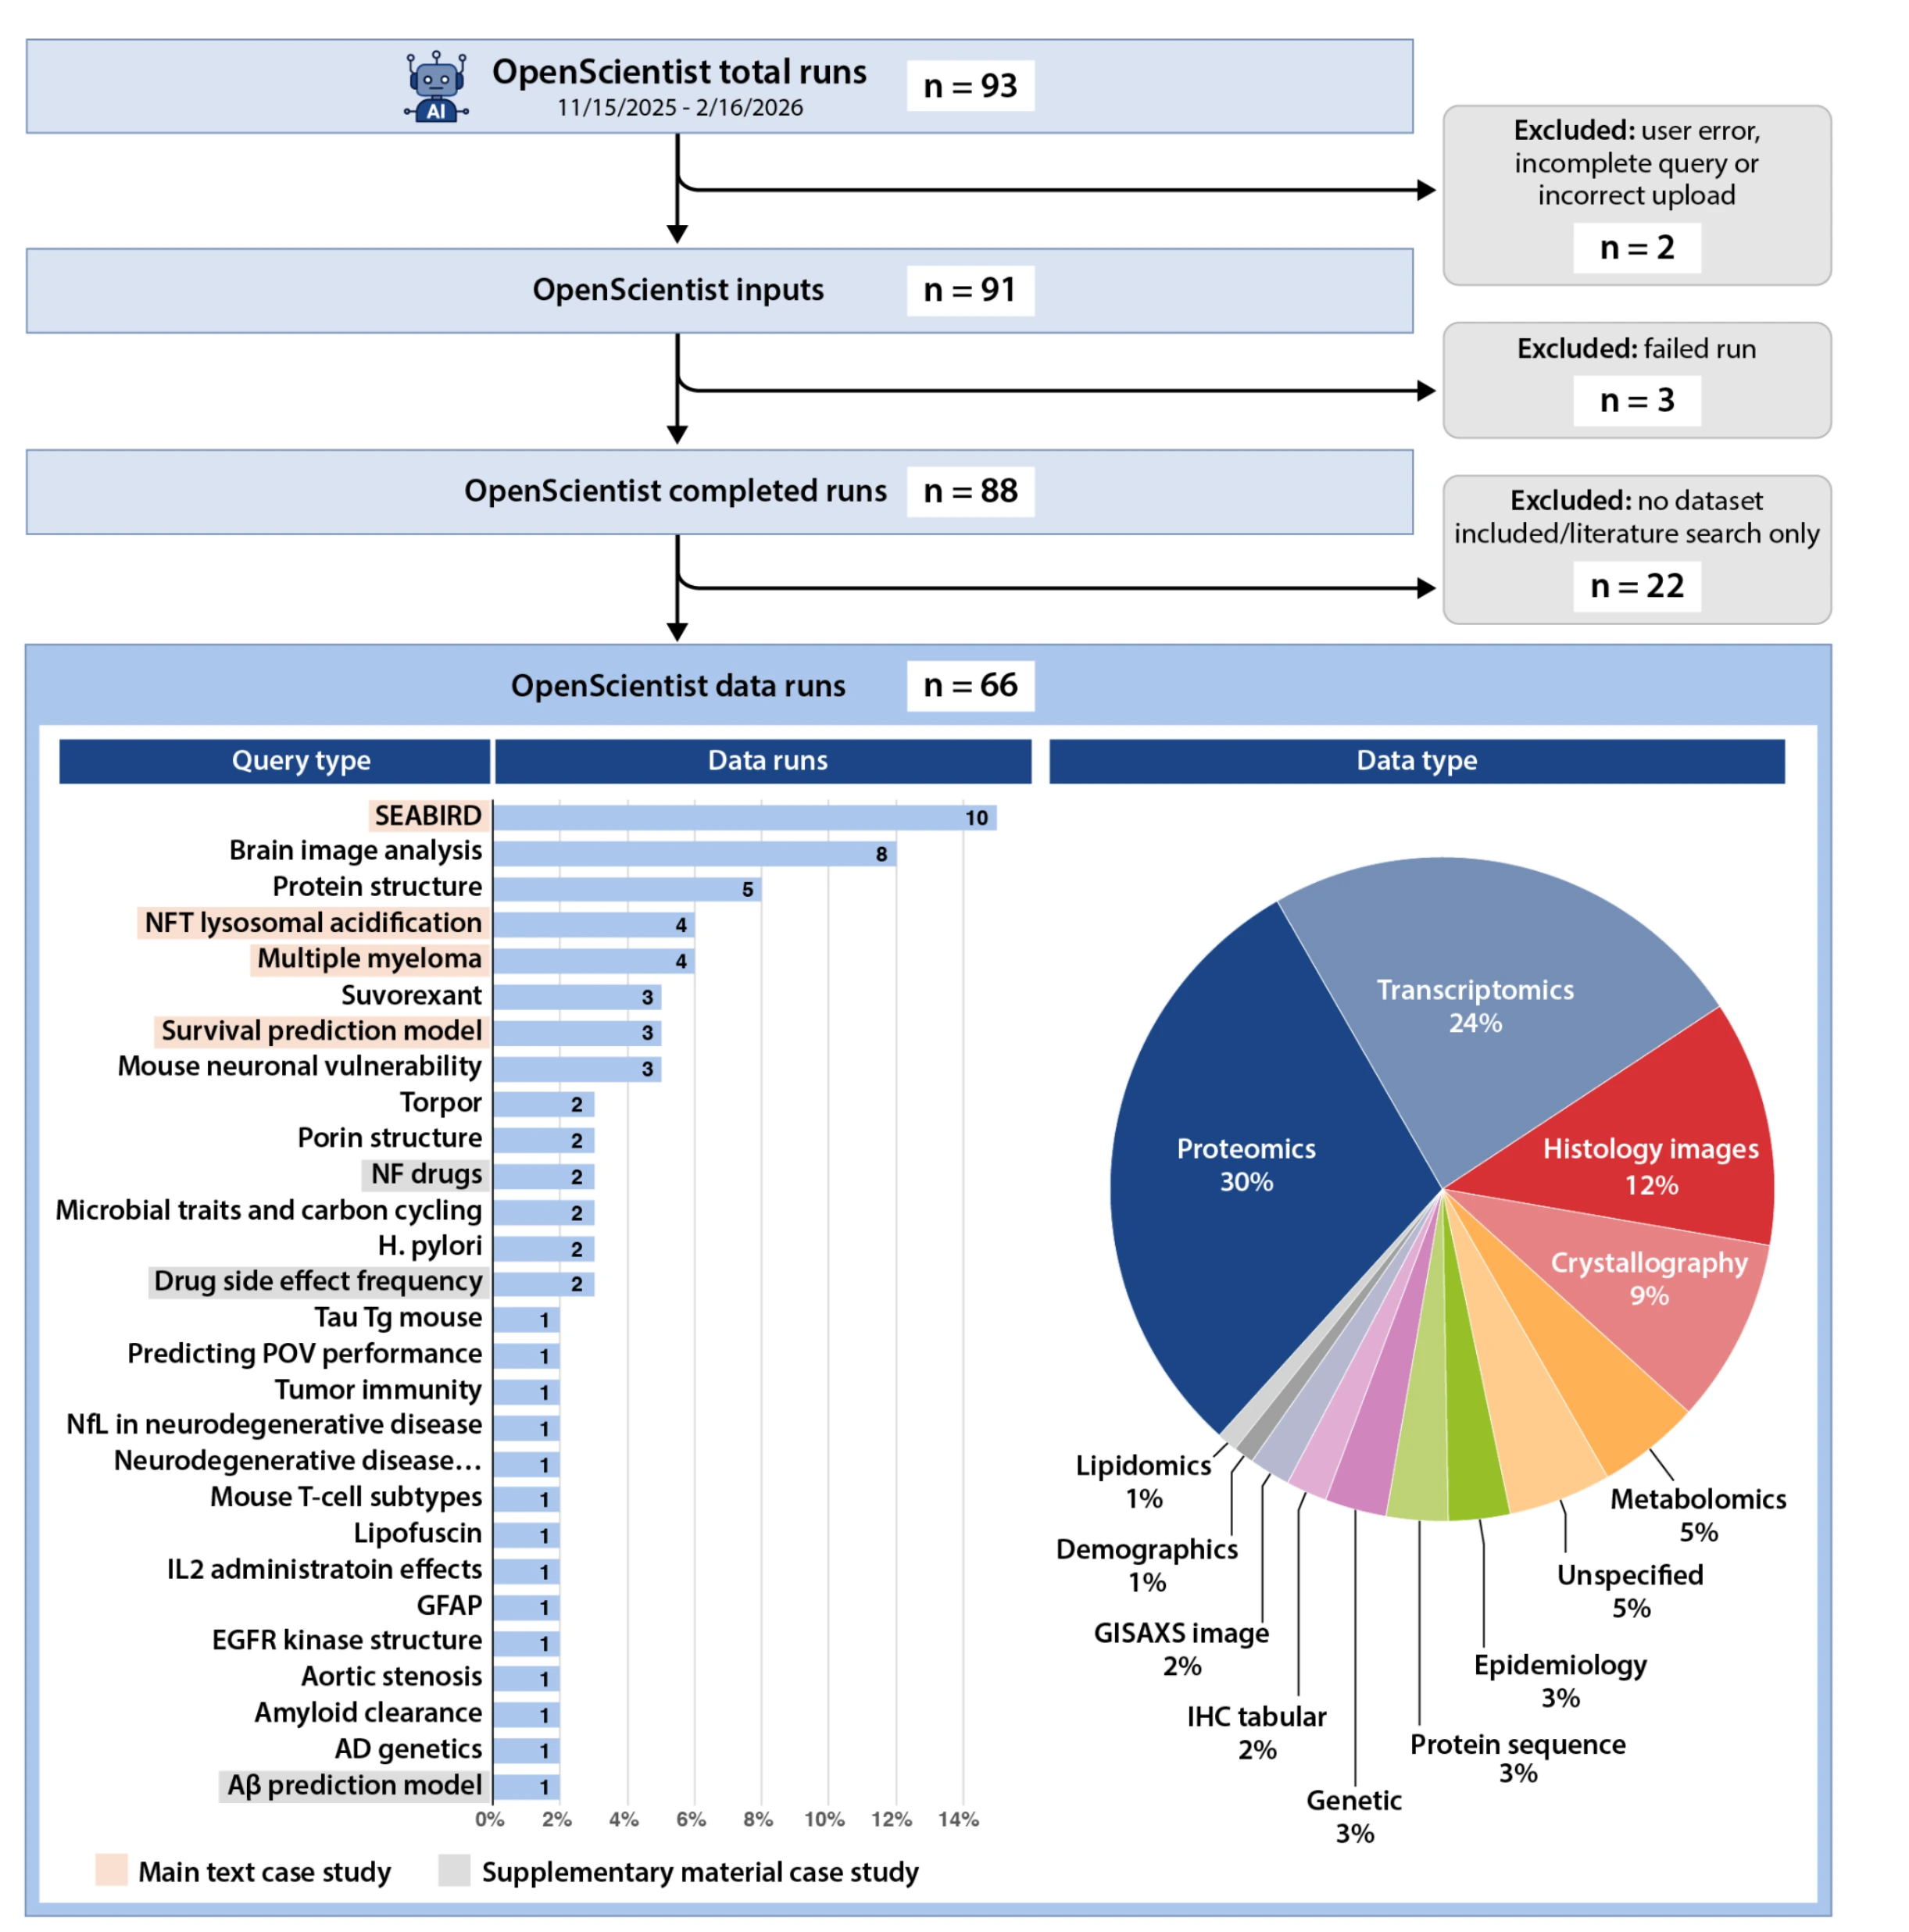 OpenScientist total runs
11/15/2025 - 2/16/2026
n = 93
AI
Excluded: user error,
incomplete query or
incorrect upload
n = 2
OpenScientist inputs
n = 91
Excluded: failed run
n = 3
OpenScientist completed runs
n = 88
Excluded: no dataset
included/literature search only
n = 22
OpenScientist data runs
n = 66
Query type
Data runs
Data type
SEABIRD 10
Brain image analysis 8
Protein structure 5
NFT lysosomal acidification 4
Multiple myeloma 4
Suvorexant 3
Survival prediction model 3
Mouse neuronal vulnerability 3
Torpor 2
Porin structure 2
NF drugs 2
Microbial traits and carbon cycling 2
H. pylori 2
Drug side effect frequency 2
Tau Tg mouse 1
Predicting POV performance 1
Tumor immunity 1
NfL in neurodegenerative disease 1
Neurodegenerative disease… 1
Mouse T-cell subtypes 1
Lipofuscin 1
IL2 administratoin effects 1
GFAP 1
EGFR kinase structure 1
Aortic stenosis 1
Amyloid clearance 1
AD genetics 1
Aβ prediction model 1
0% 2% 4% 6% 8% 10% 12% 14%
Main text case study
Supplementary material case study
Transcriptomics
24%
Proteomics
30%
Histology images
12%
Crystallography
9%
Metabolomics
5%
Unspecified
5%
Epidemiology
3%
Protein sequence
3%
Genetic
3%
IHC tabular
2%
GISAXS image
2%
Demographics
1%
Lipidomics
1%